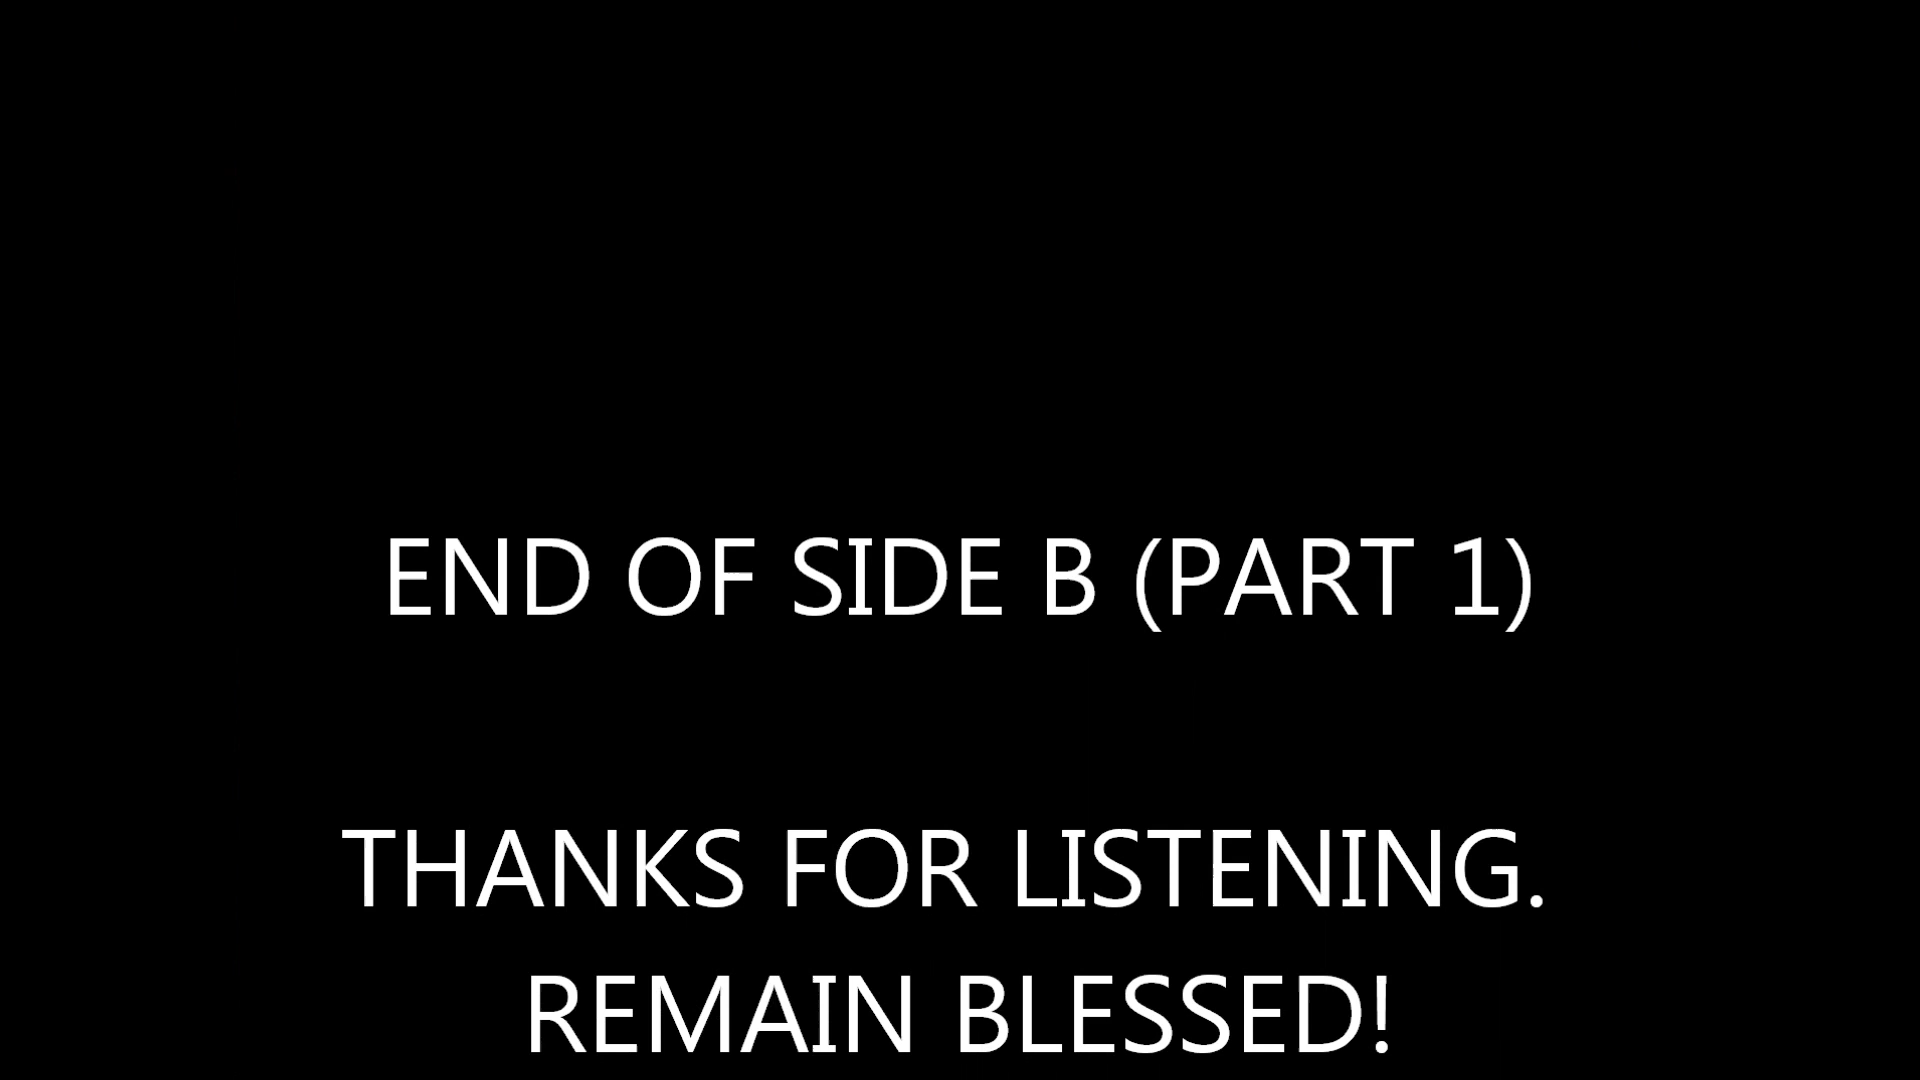 END OF SIDE B (PART 1)
THANKS FOR LISTENING.
REMAIN BLESSED!